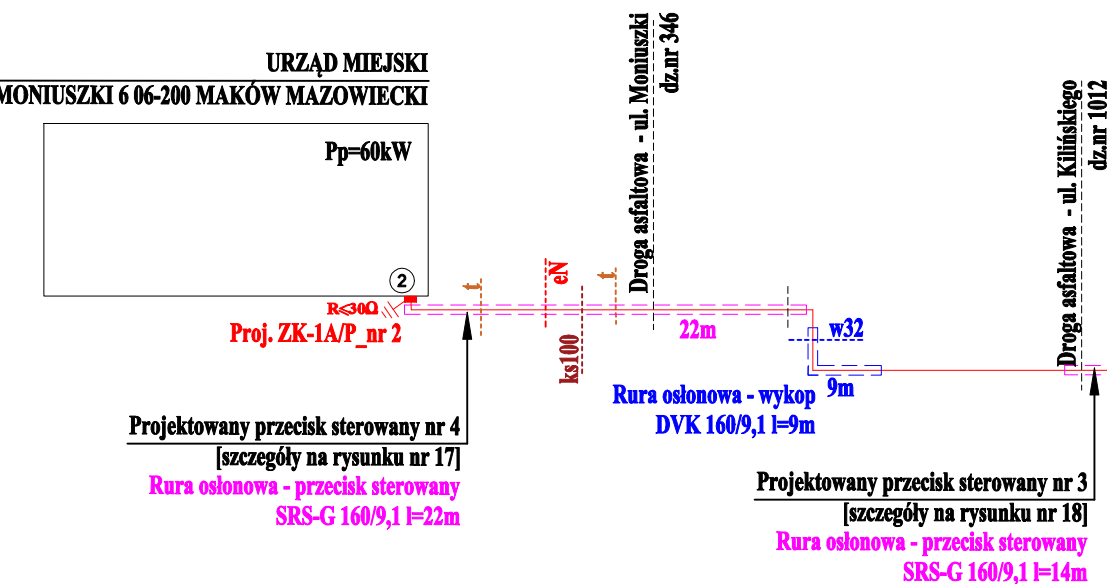 URZĄD MIEJSKI
MONIUSZKI 6 06-200 MAKÓW MAZOWIECKI
Pp=60kW
2
R≤30Ω
Proj. ZK-1A/P_nr 2
t
eN
ks100
t
Droga asfaltowa - ul. Moniuszki
dz.nr 346
22m
w32
9m
Rura osłonowa - wykop
DVK 160/9,1 l=9m
Droga asfaltowa - ul. Kilińskiego
dz.nr 1012
Projektowany przecisk sterowany nr 4
[szczegóły na rysunku nr 17]
Rura osłonowa - przecisk sterowany
SRS-G 160/9,1 l=22m
Projektowany przecisk sterowany nr 3
[szczegóły na rysunku nr 18]
Rura osłonowa - przecisk sterowany
SRS-G 160/9,1 l=14m